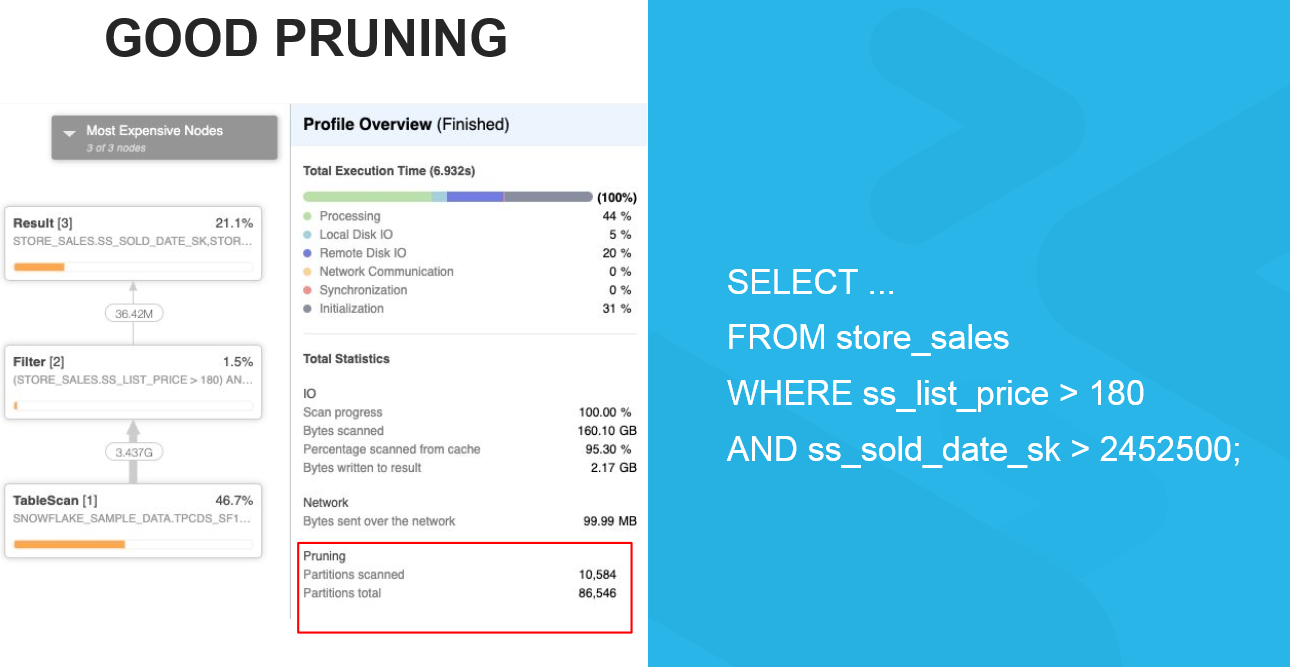 GOOD PRUNING
Most Expensive Nodes
3 of 3 nodes
Result [3] 21.1%
STORE_SALES.SS_SOLD_DATE_SK,STOR...
36.42M
Filter [2] 1.5%
(STORE_SALES.SS_LIST_PRICE > 180) AN...
3.437G
TableScan [1] 46.7%
SNOWFLAKE_SAMPLE_DATA.TPCDS_SF1...
Profile Overview (Finished)
Total Execution Time (6.932s)
(100%)
Processing 44 %
Local Disk IO 5 %
Remote Disk IO 20 %
Network Communication 0 %
Synchronization 0 %
Initialization 31 %
Total Statistics
IO
Scan progress 100.00 %
Bytes scanned 160.10 GB
Percentage scanned from cache 95.30 %
Bytes written to result 2.17 GB
Network
Bytes sent over the network 99.99 MB
Pruning
Partitions scanned 10,584
Partitions total 86,546
SELECT ...
FROM store_sales
WHERE ss_list_price > 180
AND ss_sold_date_sk > 2452500;